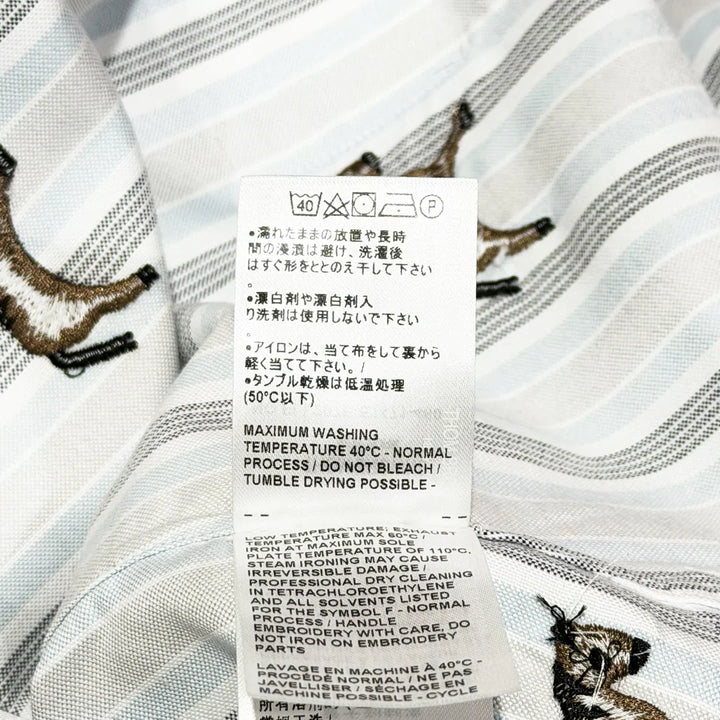 40 P
●濡れたままの放置や長時
間の浸漬は避け、洗濯後
はすぐ形をととのえ干して下さい
。
●漂白剤や漂白剤入
り洗剤は使用しないで下さい
。
●アイロンは、当て布をして裏から
軽く当てて下さい。/
●タンブル乾燥は低温処理
(50°C以下)
MAXIMUM WASHING
TEMPERATURE 40°C - NORMAL
PROCESS / DO NOT BLEACH /
TUMBLE DRYING POSSIBLE -
LOW TEMPERATURE; EXHAUST
TEMPERATURE MAX 60°C /
IRON AT MAXIMUM SOLE
PLATE TEMPERATURE OF 110°C,
STEAM IRONING MAY CAUSE
IRREVERSIBLE DAMAGE /
PROFESSIONAL DRY CLEANING
IN TETRACHLOROETHYLENE
AND ALL SOLVENTS LISTED
FOR THE SYMBOL F - NORMAL
PROCESS / HANDLE
EMBROIDERY WITH CARE, DO
NOT IRON ON EMBROIDERY
PARTS
LAVAGE EN MACHINE À 40°C -
PROCÉDÉ NORMAL / NE PAS
JAVELLISER / SÉCHAGE EN
MACHINE POSSIBLE - CYCLE